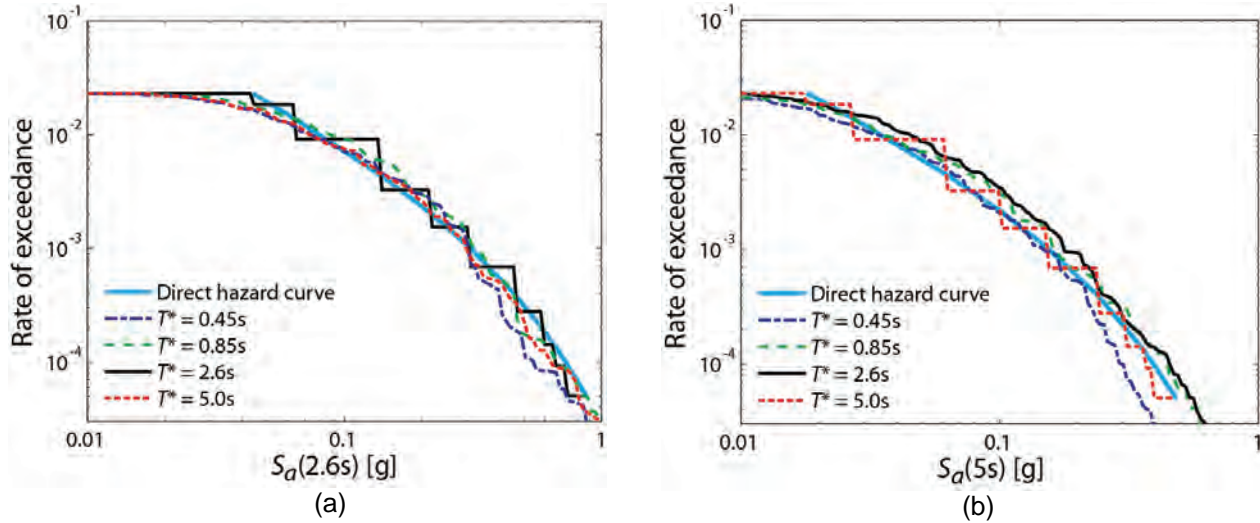 10⁻¹
10⁻²
10⁻³
10⁻⁴
Rate of exceedance
Direct hazard curve
T* = 0.45s
T* = 0.85s
T* = 2.6s
T* = 5.0s
0.01 0.1 1
Sₐ(2.6s) [g]
(a)
10⁻¹
10⁻²
10⁻³
10⁻⁴
Rate of exceedance
Direct hazard curve
T* = 0.45s
T* = 0.85s
T* = 2.6s
T* = 5.0s
0.01 0.1 1
Sₐ(5s) [g]
(b)